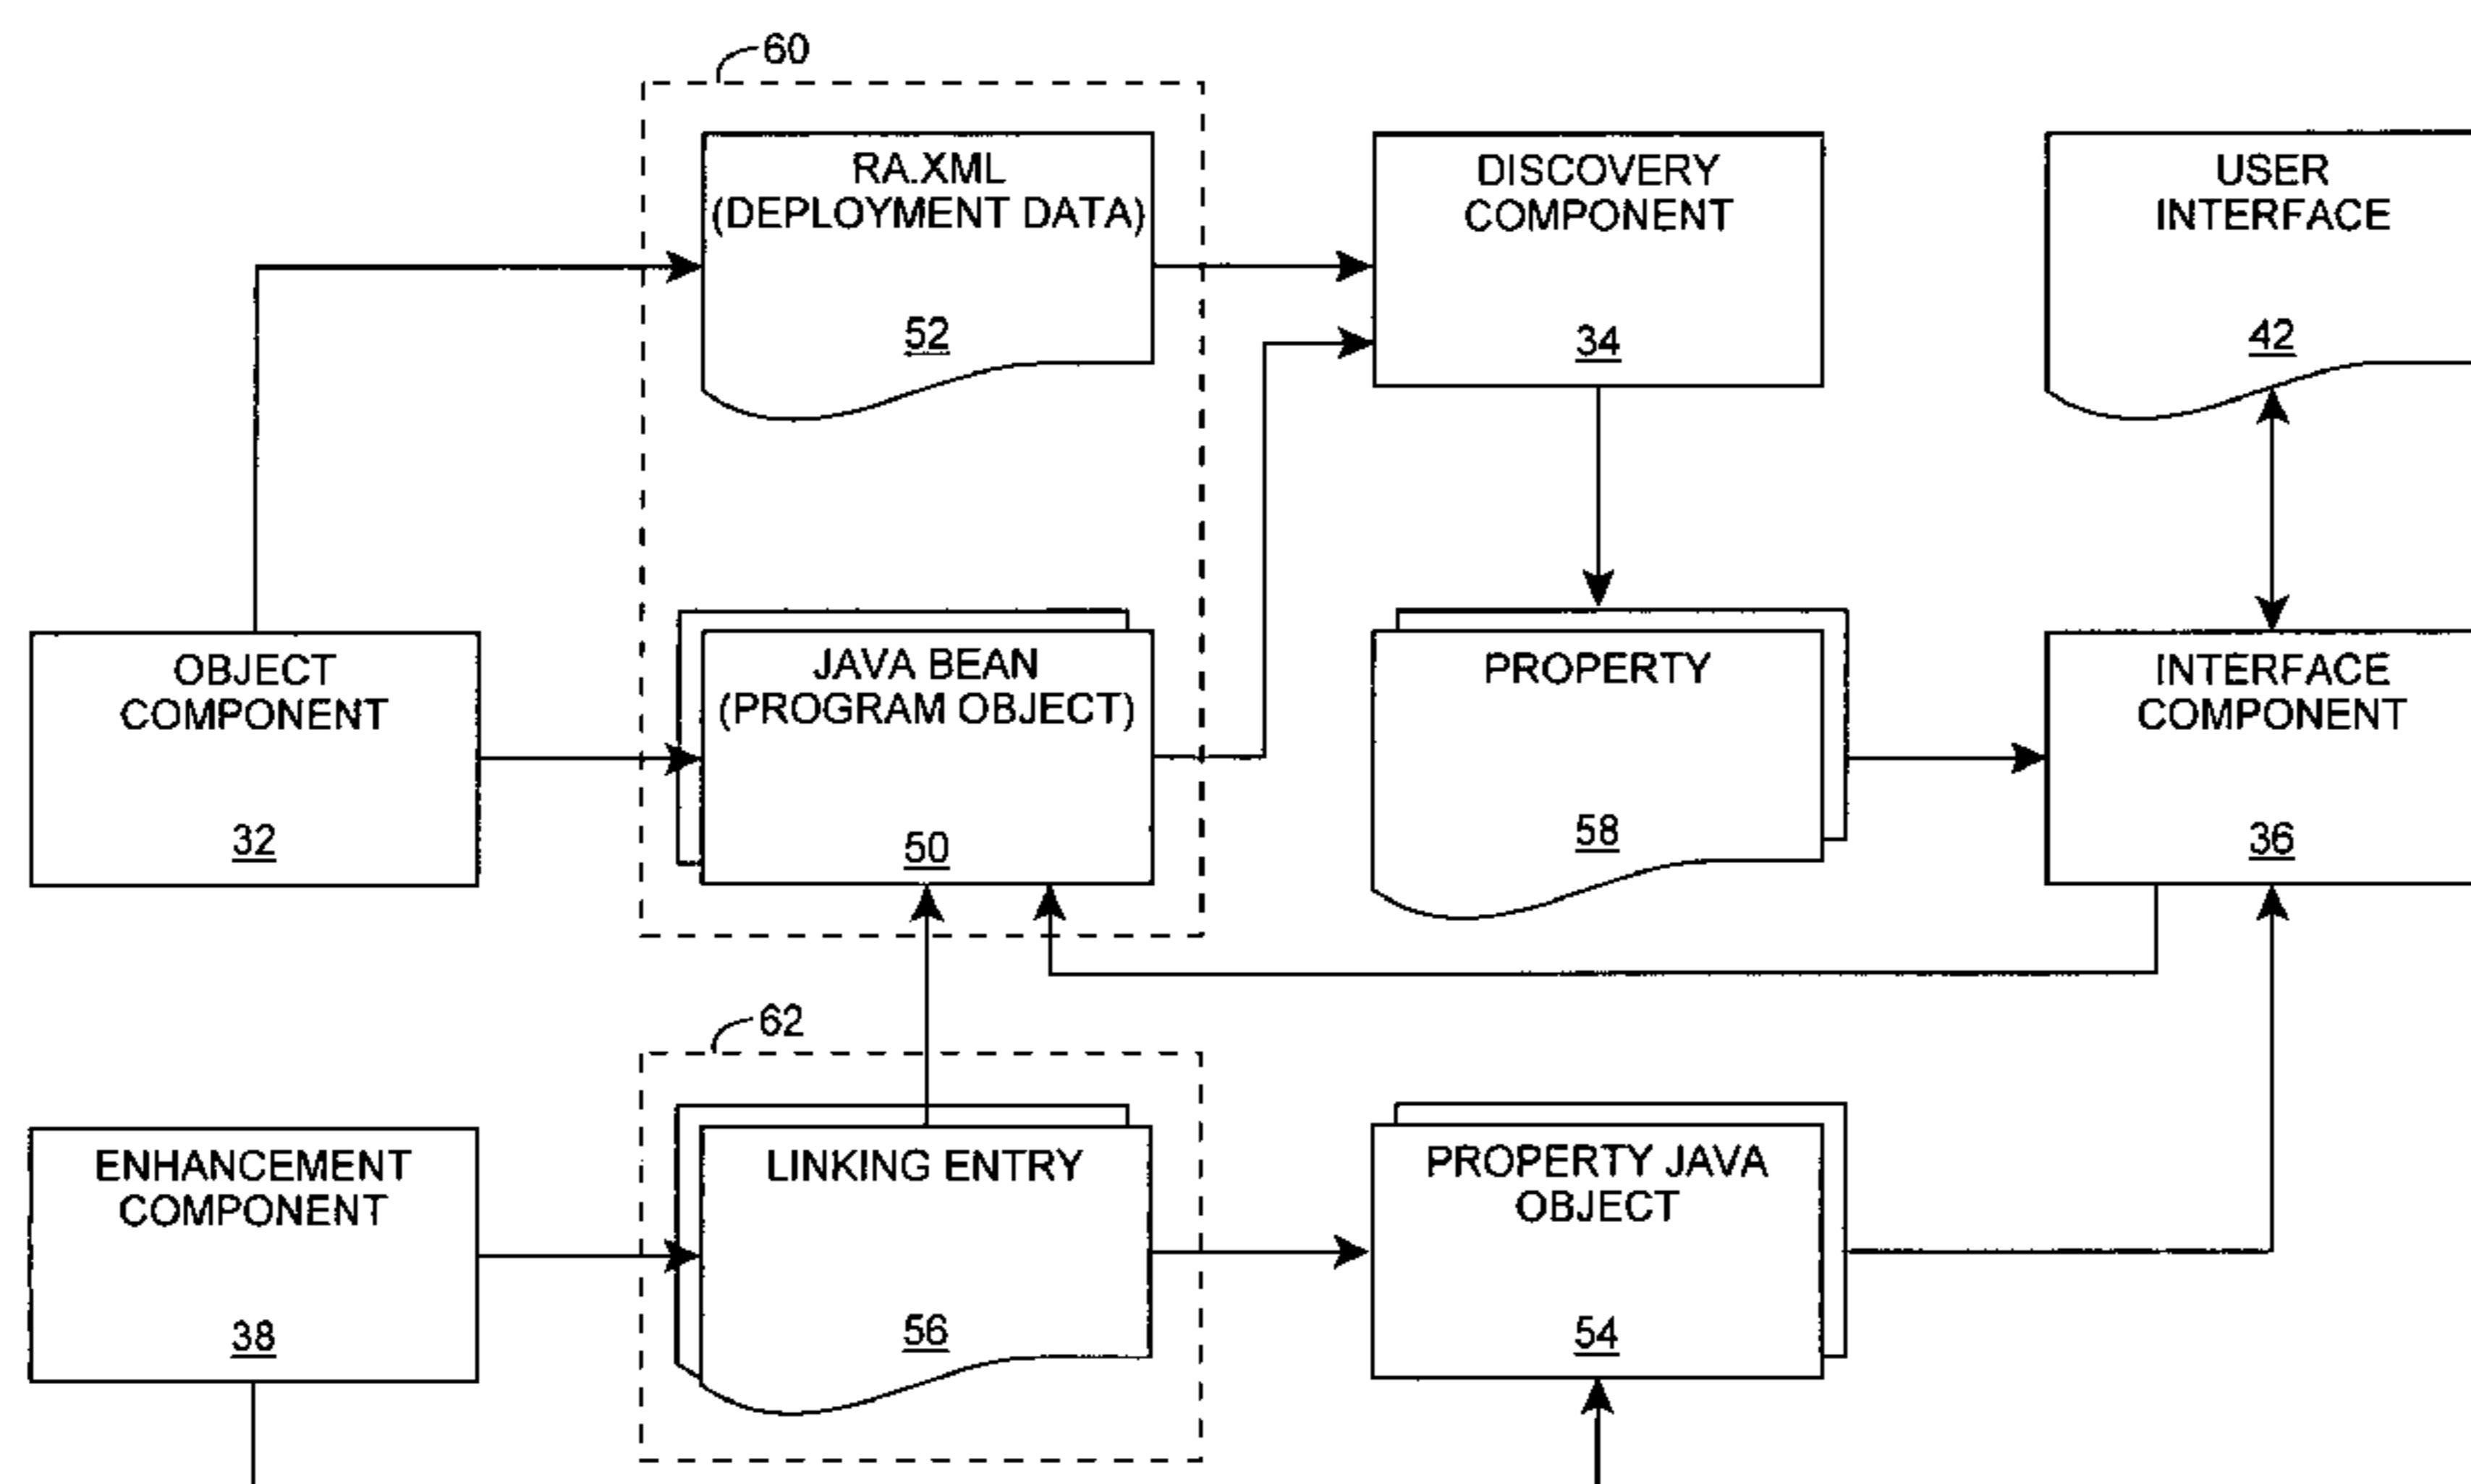 60
RA.XML
(DEPLOYMENT DATA)
52
DISCOVERY
COMPONENT
34
USER
INTERFACE
42
OBJECT
COMPONENT
32
JAVA BEAN
(PROGRAM OBJECT)
50
PROPERTY
58
INTERFACE
COMPONENT
36
62
ENHANCEMENT
COMPONENT
38
LINKING ENTRY
56
PROPERTY JAVA
OBJECT
54